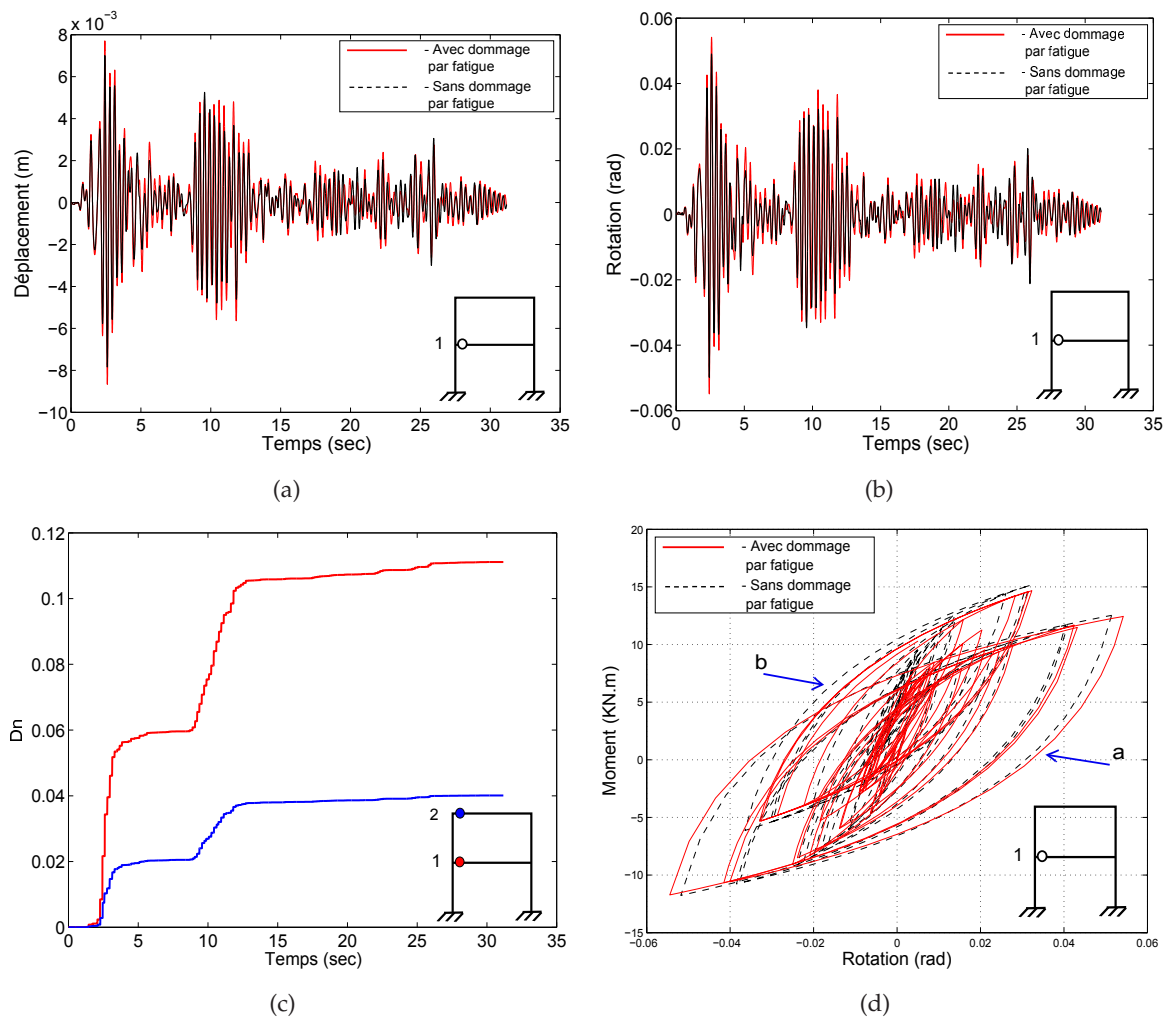 x 10⁻³
8
6
4
2
0
−2
−4
−6
−8
−10
Déplacement (m)
- Avec dommage
par fatigue
- Sans dommage
par fatigue
1
0 5 10 15 20 25 30 35
Temps (sec)
(a)
0.06
0.04
0.02
0
−0.02
−0.04
−0.06
Rotation (rad)
- Avec dommage
par fatigue
- Sans dommage
par fatigue
1
0 5 10 15 20 25 30 35
Temps (sec)
(b)
0.12
0.1
0.08
0.06
0.04
0.02
0
Dn
2
1
0 5 10 15 20 25 30 35
Temps (sec)
(c)
20
15
10
5
0
−5
−10
−15
Moment (KN.m)
- Avec dommage
par fatigue
- Sans dommage
par fatigue
b
a
1
−0.06 −0.04 −0.02 0 0.02 0.04 0.06
Rotation (rad)
(d)